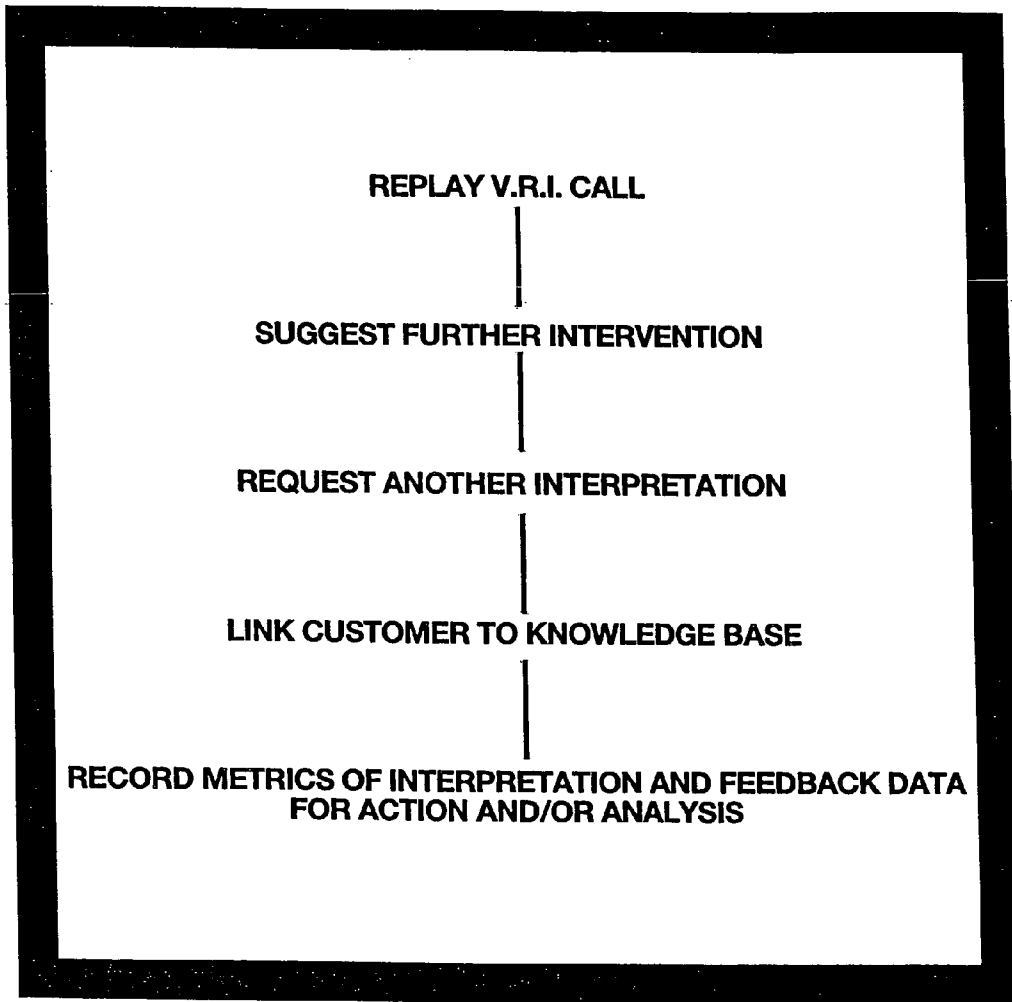 REPLAY V.R.I. CALL
SUGGEST FURTHER INTERVENTION
REQUEST ANOTHER INTERPRETATION
LINK CUSTOMER TO KNOWLEDGE BASE
RECORD METRICS OF INTERPRETATION AND FEEDBACK DATA
FOR ACTION AND/OR ANALYSIS